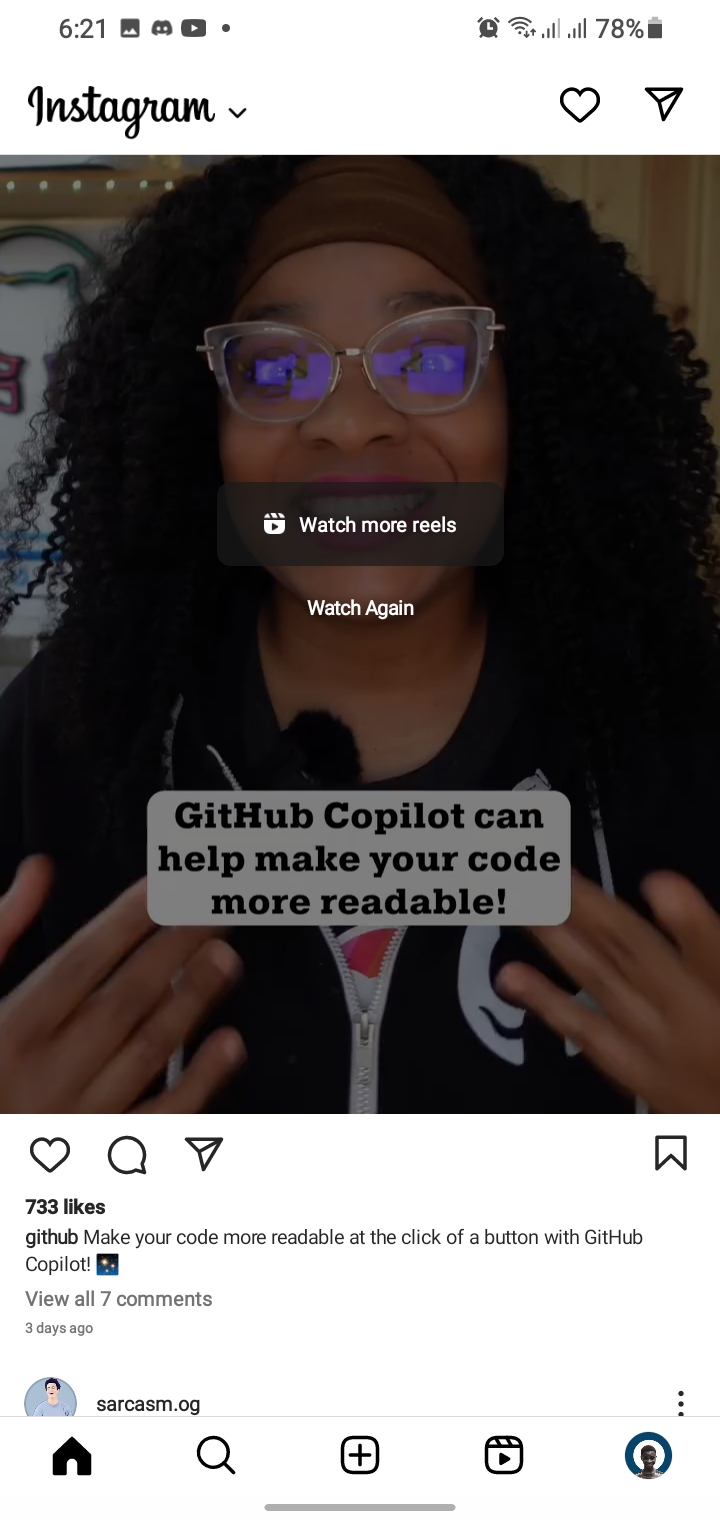 6:21
78%
Instagram
Watch more reels
Watch Again
GitHub Copilot can
help make your code
more readable!
733 likes
github Make your code more readable at the click of a button with GitHub
Copilot! 🎇
View all 7 comments
3 days ago
sarcasm.og